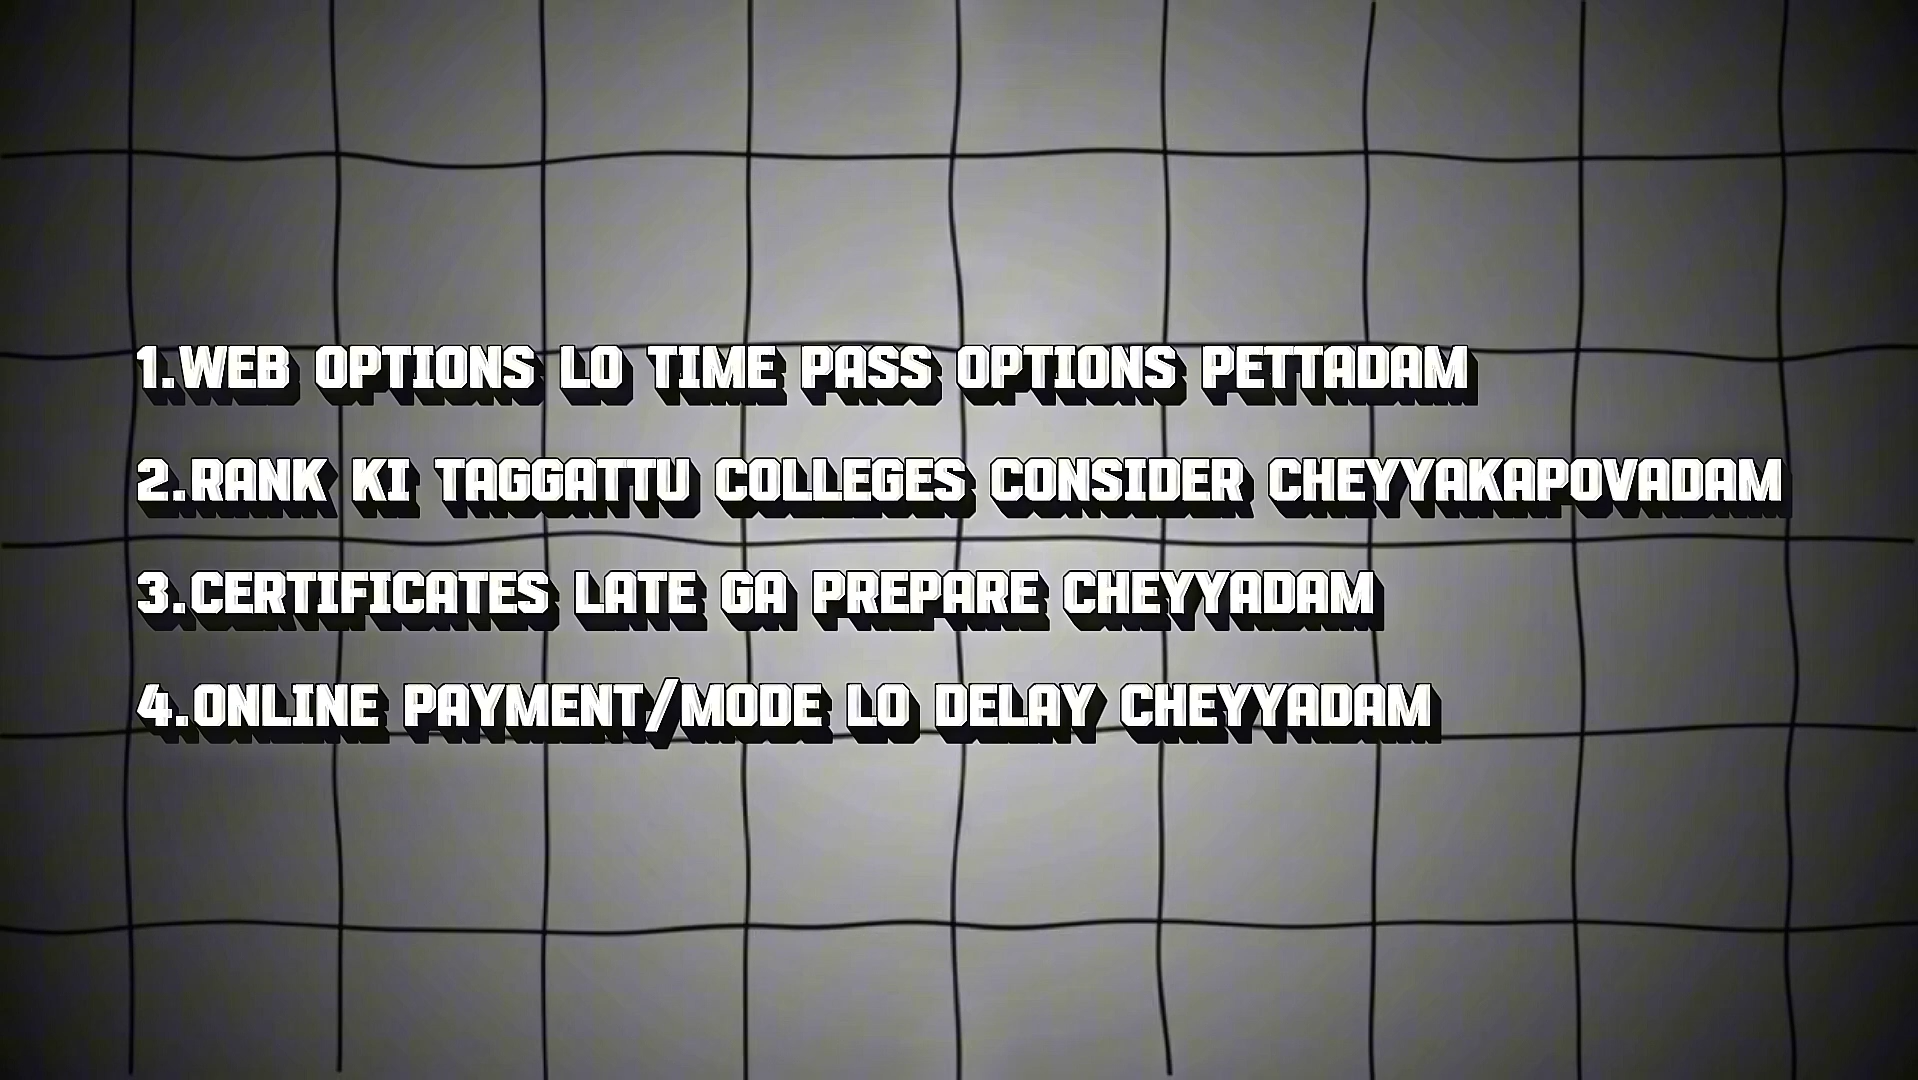 1.WEB OPTIONS LO TIME PASS OPTIONS PETTADAM
2.RANK KI TAGGATTU COLLEGES CONSIDER CHEYYAKAPOVADAM
3.CERTIFICATES LATE GA PREPARE CHEYYADAM
4.ONLINE PAYMENT/MODE LO DELAY CHEYYADAM